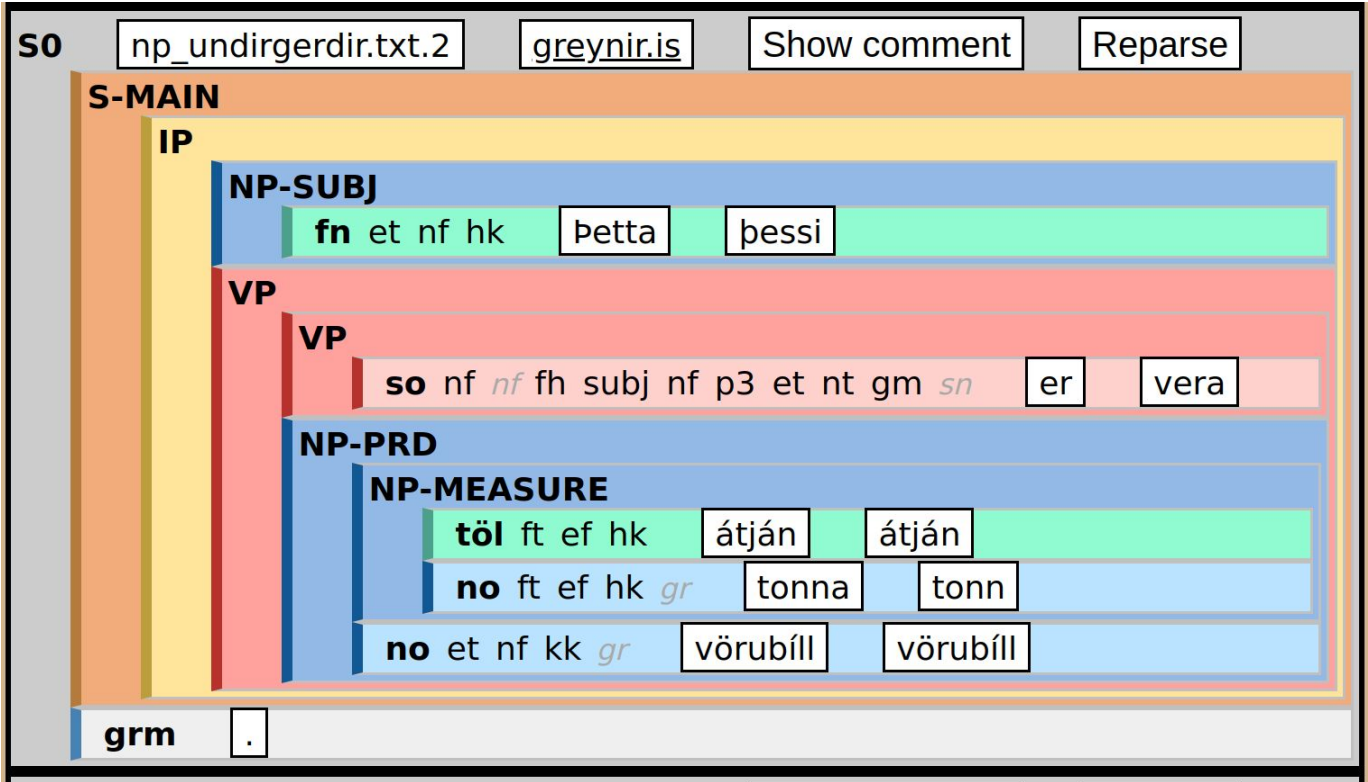 S0 np_undirgerdir.txt.2 greynir.is Show comment Reparse
S-MAIN
IP
NP-SUBJ
fn et nf hk Þetta þessi
VP
VP
so nf nf fh subj nf p3 et nt gm sn er vera
NP-PRD
NP-MEASURE
töl ft ef hk átján átján
no ft ef hk gr tonna tonn
no et nf kk gr vörubíll vörubíll
grm .